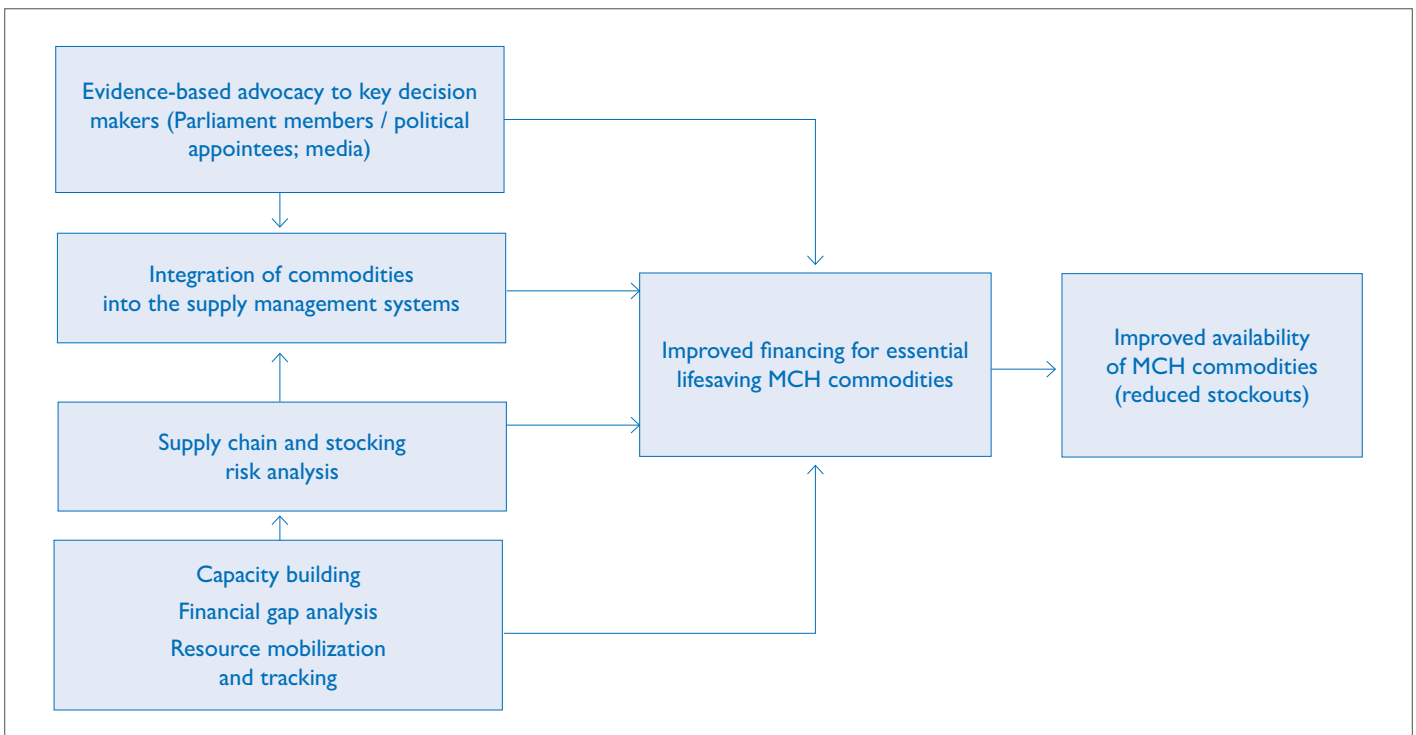 Evidence-based advocacy to key decision
makers (Parliament members / political
appointees; media)
Integration of commodities
into the supply management systems
Supply chain and stocking
risk analysis
Capacity building
Financial gap analysis
Resource mobilization
and tracking
Improved financing for essential
lifesaving MCH commodities
Improved availability
of MCH commodities
(reduced stockouts)